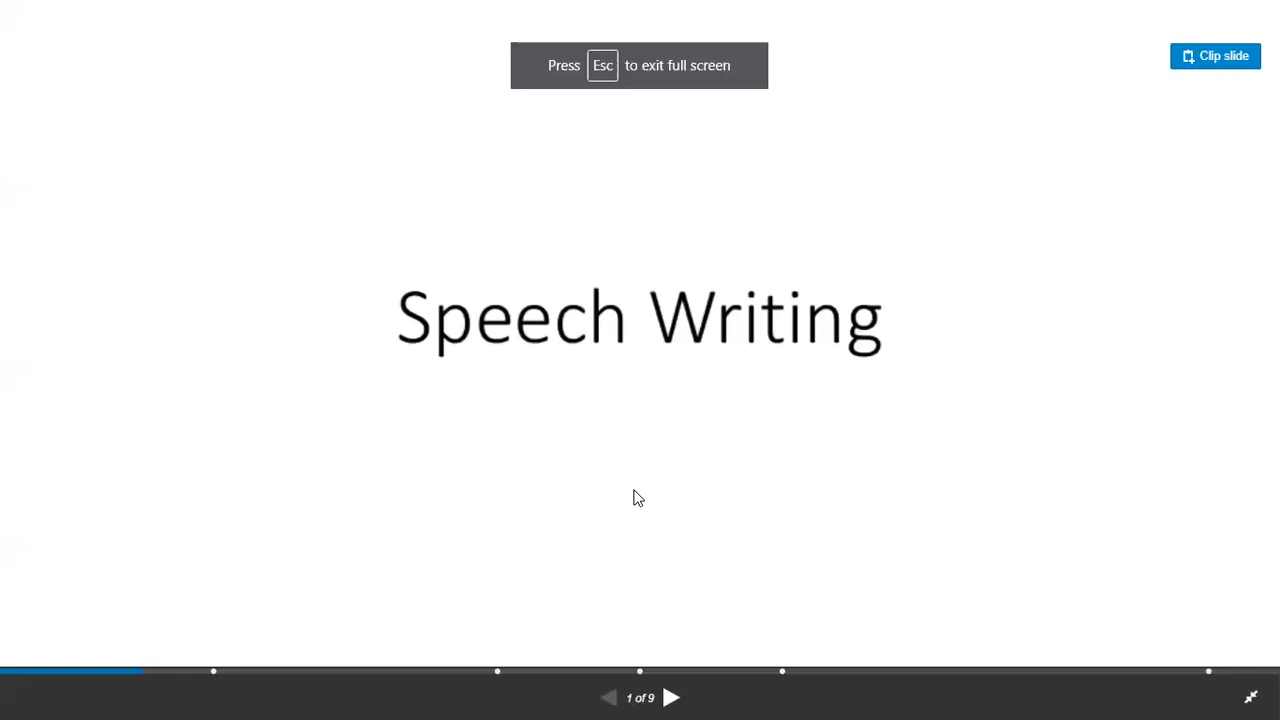 Press Esc to exit full screen
Clip slide
Speech Writing
1 of 9